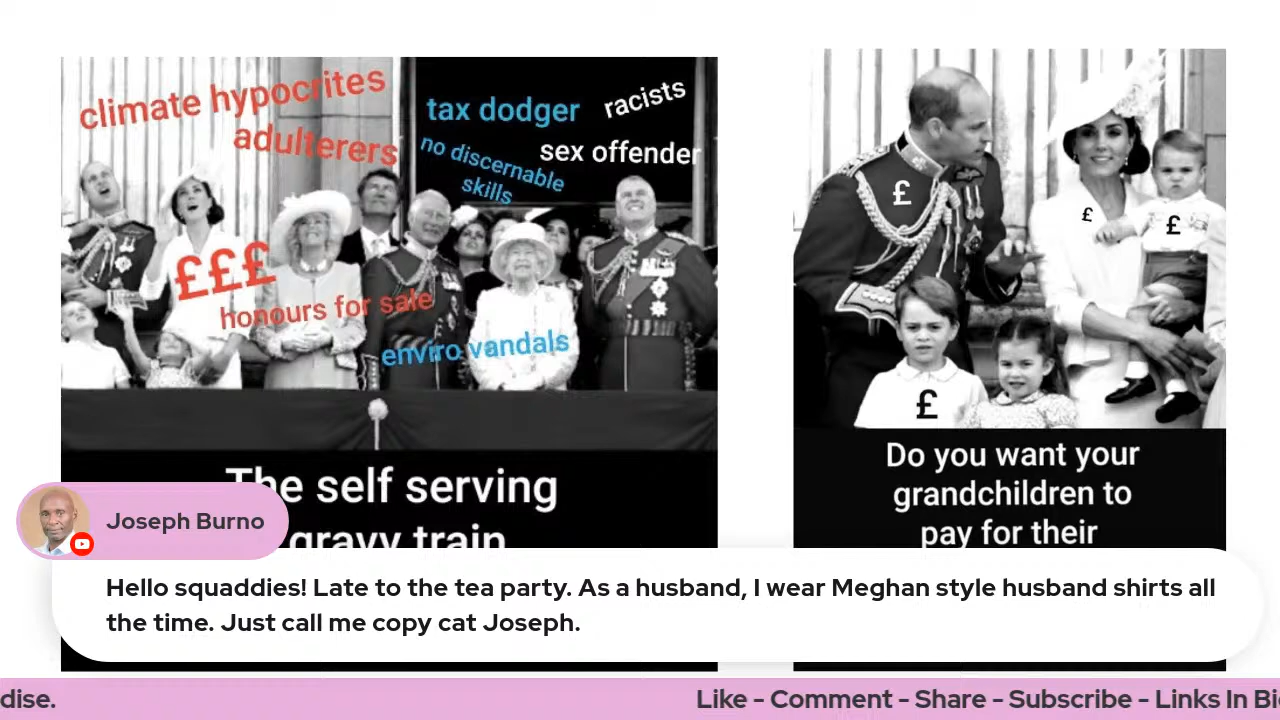 climate hypocrites
adulterers
tax dodger
racists
no discernable
skills
sex offender
£££
honours for sale
enviro vandals
The self serving
gravy train
£
£
£
£
Do you want your
grandchildren to
pay for their
Joseph Burno
Hello squaddies! Late to the tea party. As a husband, I wear Meghan style husband shirts all
the time. Just call me copy cat Joseph.
dise.
Like - Comment - Share - Subscribe - Links In Bi